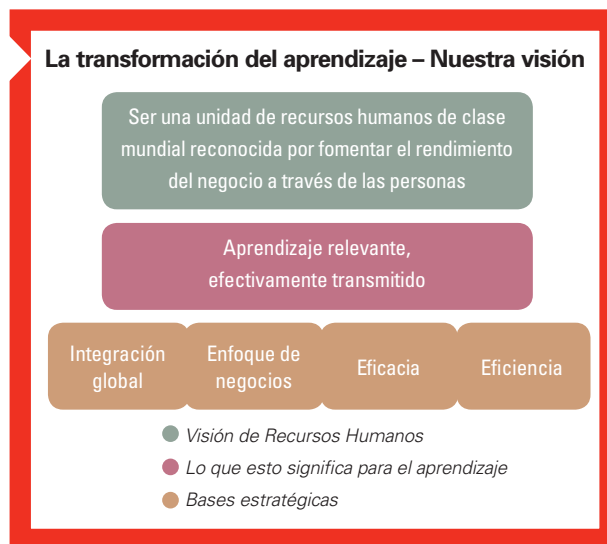 La transformación del aprendizaje – Nuestra visión
Ser una unidad de recursos humanos de clase
mundial reconocida por fomentar el rendimiento
del negocio a través de las personas
Aprendizaje relevante,
efectivamente transmitido
Integración
global
Enfoque de
negocios
Eficacia
Eficiencia
Visión de Recursos Humanos
Lo que esto significa para el aprendizaje
Bases estratégicas